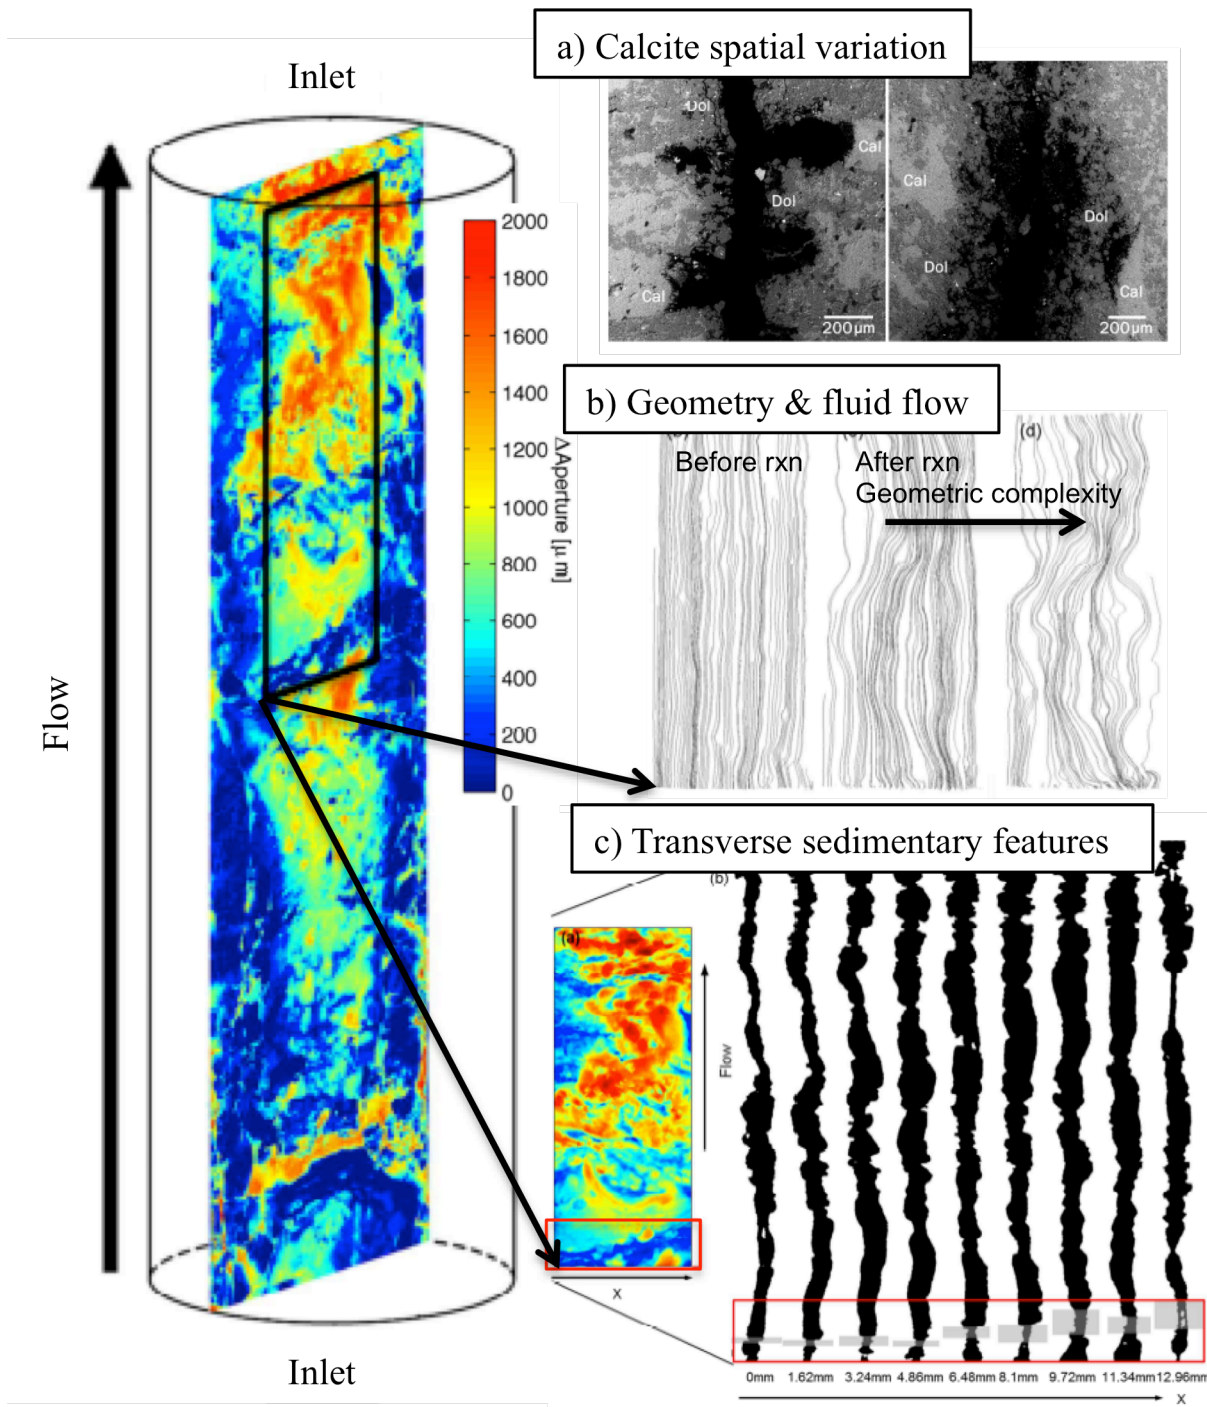 Inlet
Flow
2000
1800
1600
1400
1200
1000
800
600
400
200
0
ΔAperture [μm]
Inlet
a) Calcite spatial variation
Dol
Cal
Dol
Cal
200μm
Cal
Dol
Dol
Cal
200μm
b) Geometry & fluid flow
(d)
Before rxn
After rxn
Geometric complexity
c) Transverse sedimentary features
(a)
(b)
Flow
X
0mm 1.62mm 3.24mm 4.86mm 6.48mm 8.1mm 9.72mm 11.34mm 12.96mm
X